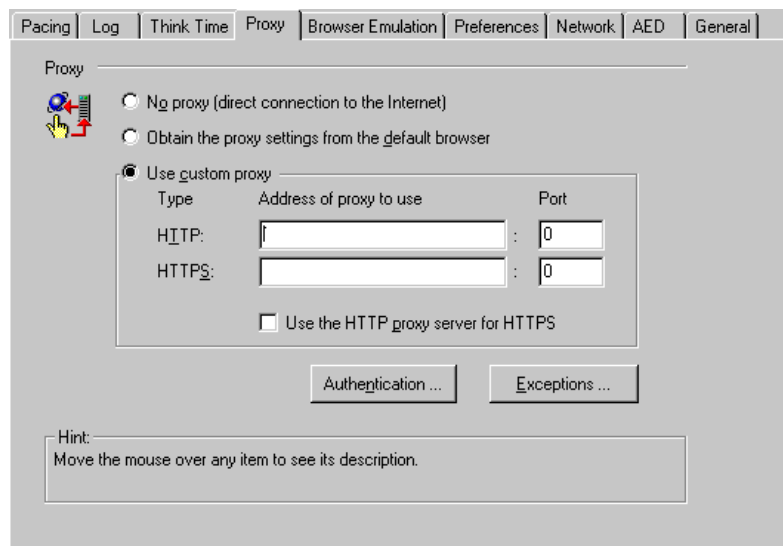 Pacing Log Think Time Proxy Browser Emulation Preferences Network AED General
Proxy
No proxy (direct connection to the Internet)
Obtain the proxy settings from the default browser
Use custom proxy
Type Address of proxy to use Port
HTTP: : 0
HTTPS: : 0
Use the HTTP proxy server for HTTPS
Authentication ... Exceptions ...
Hint:
Move the mouse over any item to see its description.